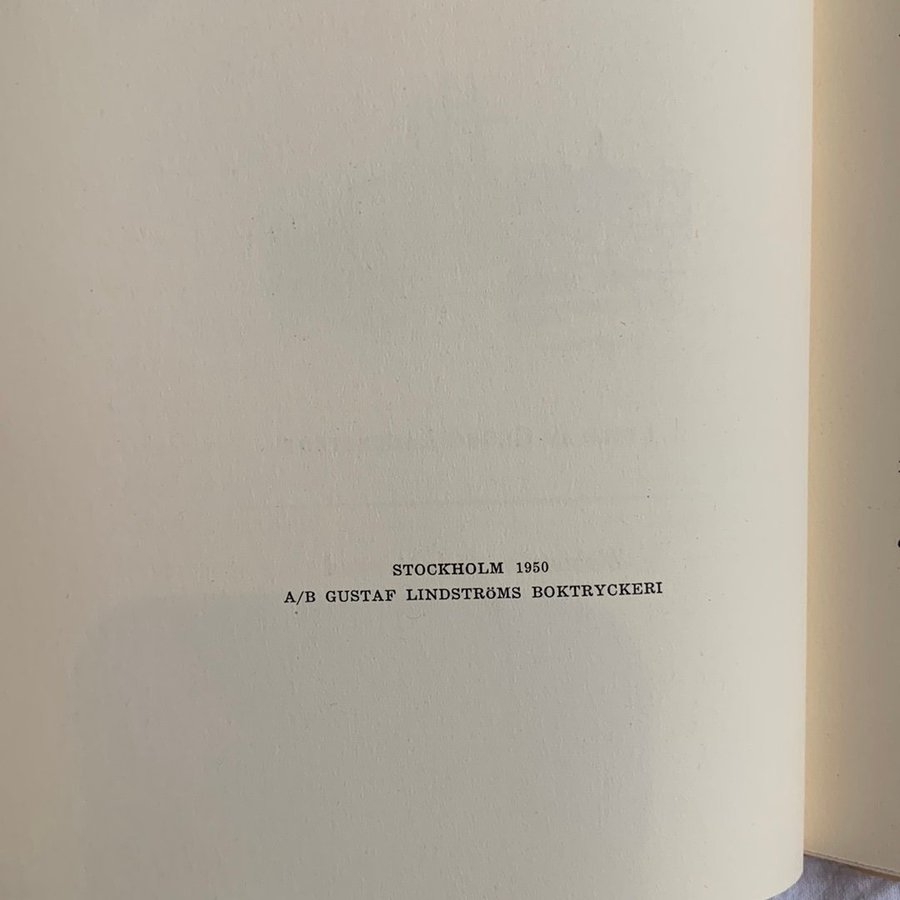 STOCKHOLM 1950
A/B GUSTAF LINDSTRöMS BOKTRYCKERI